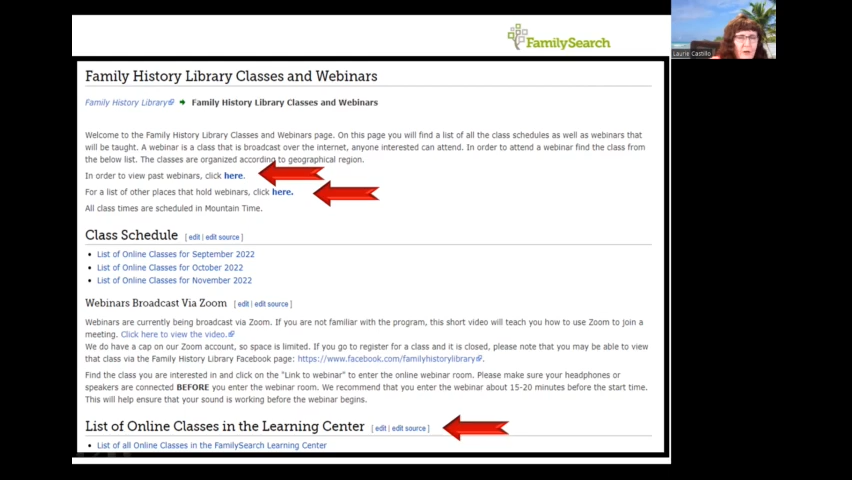 FamilySearch
Laurie Castillo
Family History Library Classes and Webinars
Family History Library Family History Library Classes and Webinars
Welcome to the Family History Library Classes and Webinars page. On this page you will find a list of all the class schedules as well as webinars that
will be taught. A webinar is a class that is broadcast over the internet, anyone interested can attend. In order to attend a webinar find the class from
the below list. The classes are organized according to geographical region.
In order to view past webinars, click here.
For a list of other places that hold webinars, click here.
All class times are scheduled in Mountain Time.
Class Schedule [ edit | edit source ]
• List of Online Classes for September 2022
• List of Online Classes for October 2022
• List of Online Classes for November 2022
Webinars Broadcast Via Zoom [ edit | edit source ]
Webinars are currently being broadcast via Zoom. If you are not familiar with the program, this short video will teach you how to use Zoom to join a
meeting. Click here to view the video.
We do have a cap on our Zoom account, so space is limited. If you go to register for a class and it is closed, please note that you may be able to view
that class via the Family History Library Facebook page: https://www.facebook.com/familyhistorylibrary.
Find the class you are interested in and click on the "Link to webinar" to enter the online webinar room. Please make sure your headphones or
speakers are connected BEFORE you enter the webinar room. We recommend that you enter the webinar about 15-20 minutes before the start time.
This will help ensure that your sound is working before the webinar begins.
List of Online Classes in the Learning Center [ edit | edit source ]
• List of all Online Classes in the FamilySearch Learning Center